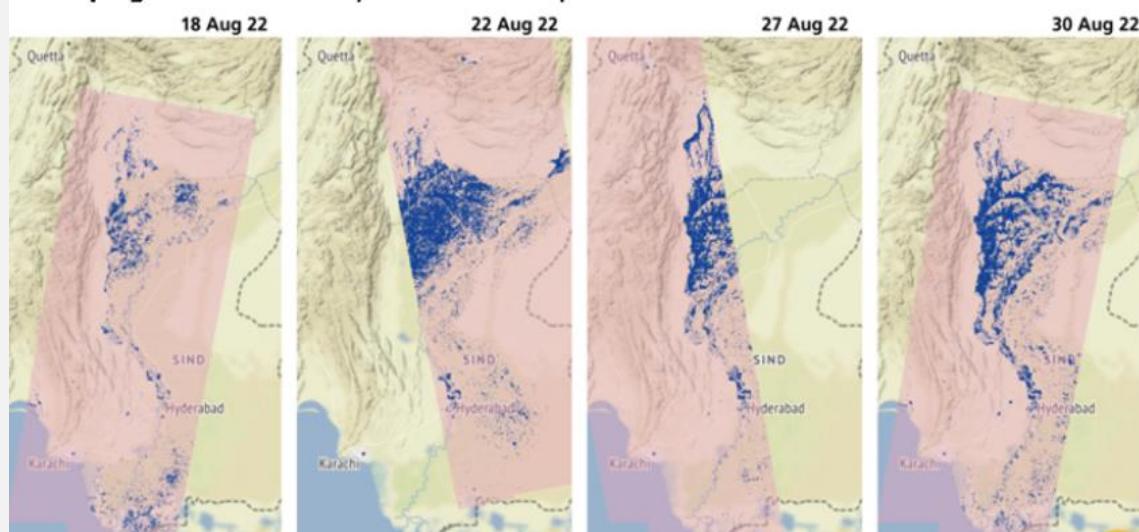 18 Aug 22
Quetta
SIND
Hyderabad
Karachi
22 Aug 22
Quetta
SIND
Hyderabad
Karachi
27 Aug 22
Quetta
SIND
Hyderabad
Karachi
30 Aug 22
Quetta
SIND
Hyderabad
Karachi